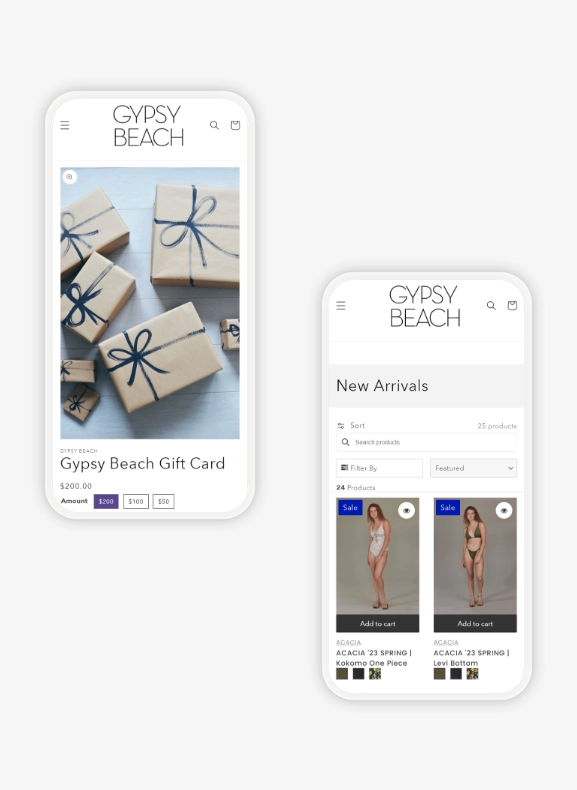 GYPSY
BEACH
GYPSY BEACH
Gypsy Beach Gift Card
$200.00
Amount $200 $100 $50
GYPSY
BEACH
New Arrivals
Sort 25 products
Search products
Filter By Featured
24 Products
Sale Sale
Add to cart Add to cart
ACACIA ACACIA
ACACIA '23 SPRING | ACACIA '23 SPRING |
Kokomo One Piece Levi Bottom